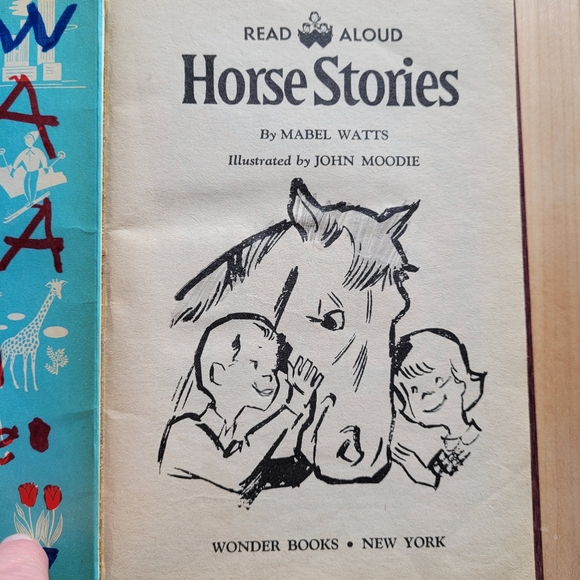 W
A
A
READ ALOUD
Horse Stories
By MABEL WATTS
Illustrated by JOHN MOODIE
WONDER BOOKS • NEW YORK